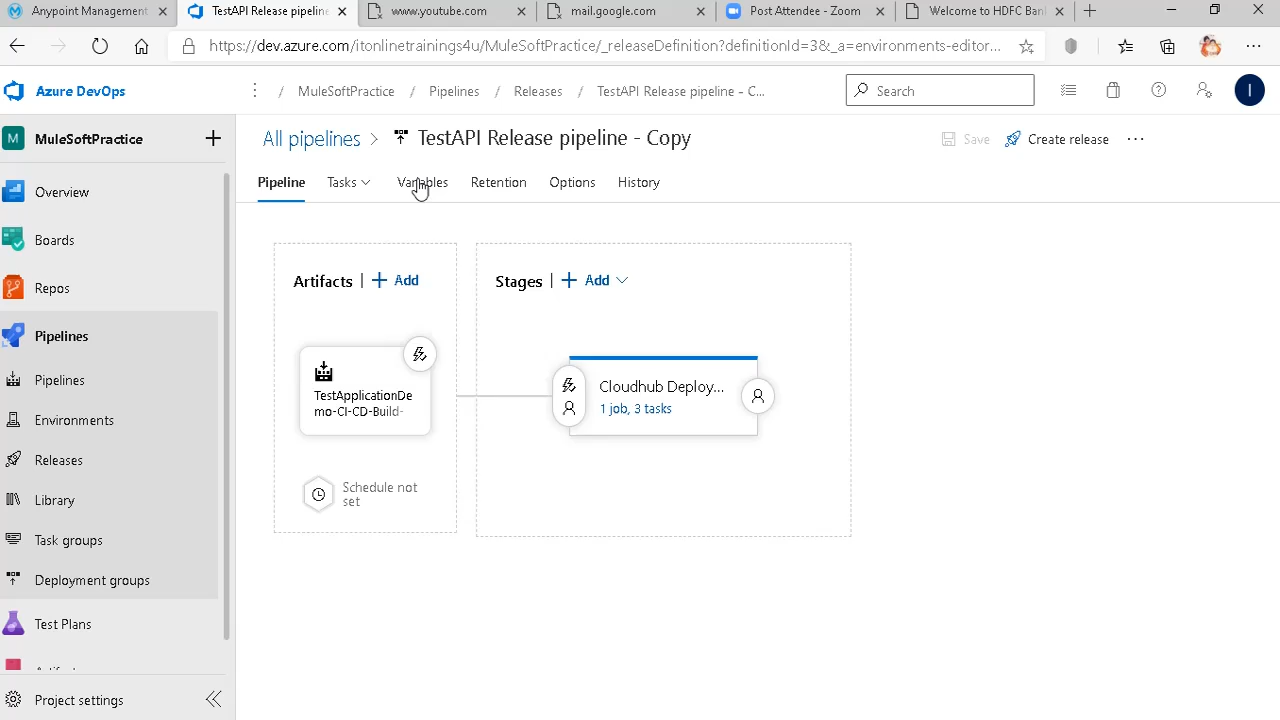 Anypoint Management
TestAPI Release pipeline
www.youtube.com
mail.google.com
Post Attendee - Zoom
Welcome to HDFC Ban
https://dev.azure.com/itonlinetrainings4u/MuleSoftPractice/_releaseDefinition?definitionId=3&_a=environments-editor...
Azure DevOps
/ MuleSoftPractice / Pipelines / Releases / TestAPI Release pipeline - C...
Search
I
M MuleSoftPractice
All pipelines > TestAPI Release pipeline - Copy
Save
Create release
Pipeline
Tasks
Variables
Retention
Options
History
Overview
Boards
Repos
Pipelines
Pipelines
Environments
Releases
Library
Task groups
Deployment groups
Test Plans
Project settings
Artifacts | + Add
Stages | + Add
TestApplicationDe
mo-CI-CD-Build-
Cloudhub Deploy...
1 job, 3 tasks
Schedule not
set